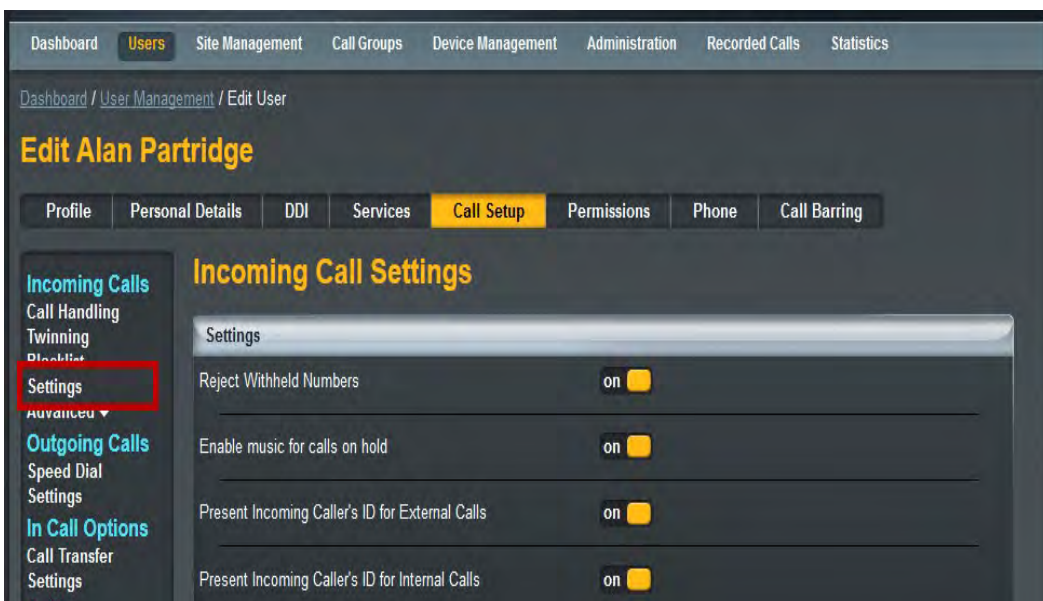 Dashboard Users Site Management Call Groups Device Management Administration Recorded Calls Statistics
Dashboard / User Management / Edit User
Edit Alan Partridge
Profile Personal Details DDI Services Call Setup Permissions Phone Call Barring
Incoming Calls
Call Handling
Twinning
Blacklist
Settings
Advanced
Outgoing Calls
Speed Dial
Settings
In Call Options
Call Transfer
Settings
Incoming Call Settings
Settings
Reject Withheld Numbers on
Enable music for calls on hold on
Present Incoming Caller's ID for External Calls on
Present Incoming Caller's ID for Internal Calls on